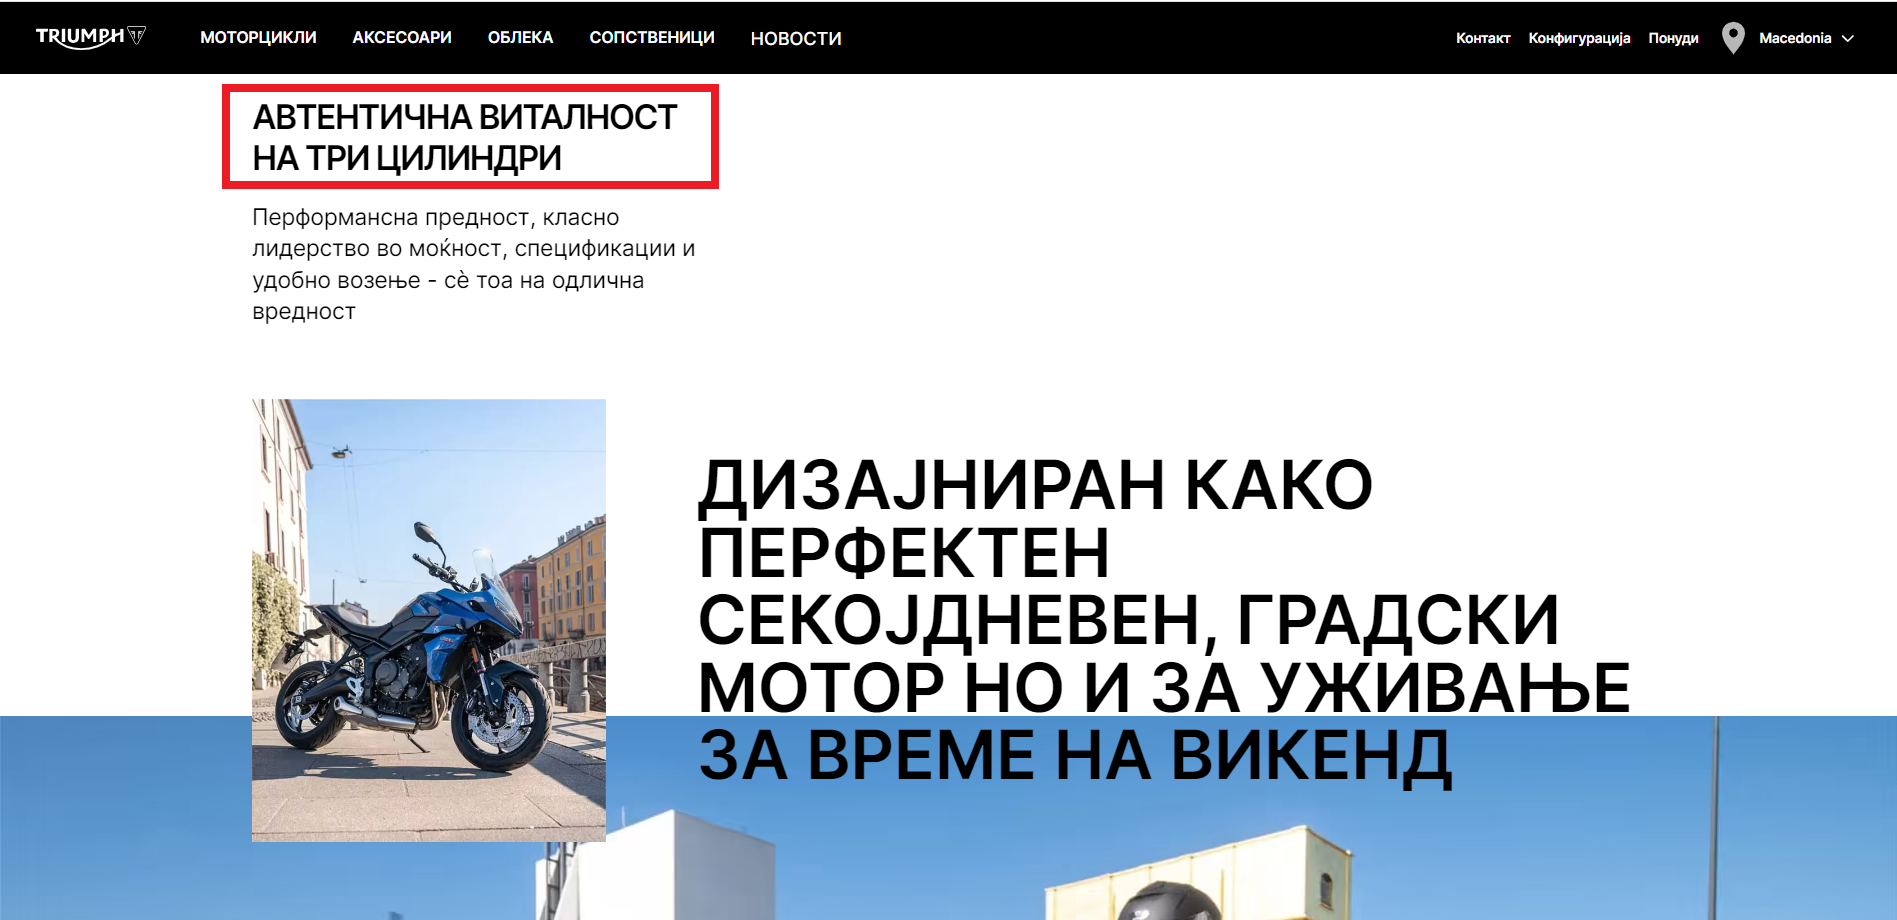 TRIUMPH
МОТОРЦИКЛИ АКСЕСОАРИ ОБЛЕКА СОПСТВЕНИЦИ НОВОСТИ
Контакт Конфигурација Понуди Macedonia
АВТЕНТИЧНА ВИТАЛНОСТ
НА ТРИ ЦИЛИНДРИ
Перформансна предност, класно
лидерство во моќност, спецификации и
удобно возење - сѐ тоа на одлична
вредност
ДИЗАЈНИРАН КАКО
ПЕРФЕКТЕН
СЕКОЈДНЕВЕН, ГРАДСКИ
МОТОР НО И ЗА УЖИВАЊЕ
ЗА ВРЕМЕ НА ВИКЕНД